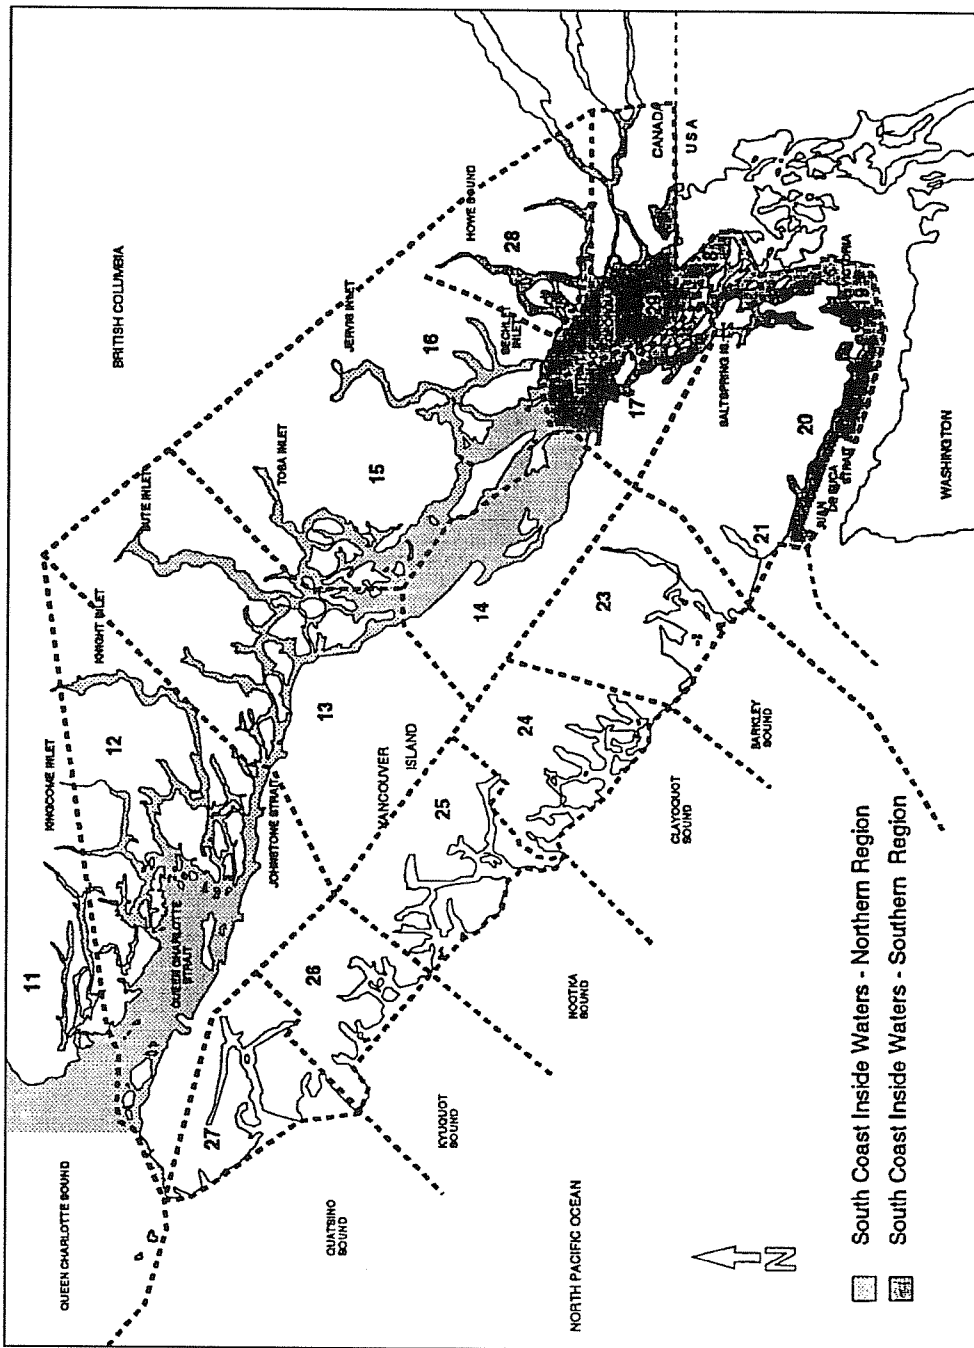 QUEEN CHARLOTTE SOUND
11
KINGCOME INLET
12
KNIGHT INLET
BUTE INLET
BRITISH COLUMBIA
TOBA INLET
15
JERVIS INLET
16
SECHELT
INLET
HOWE SOUND
28
CANADA
USA
QUEEN CHARLOTTE
STRAIT
JOHNSTONE STRAIT
13
14
STRAIT
17
29
18
SALTSPRING IS.
VICTORIA
19
VANCOUVER
ISLAND
27
26
25
24
23
21
20
JUAN
DE FUCA
STRAIT
WASHINGTON
QUATSINO
SOUND
KYUQUOT
SOUND
NOOTKA
SOUND
CLAYOQUOT
SOUND
BARKLEY
SOUND
NORTH PACIFIC OCEAN
N
South Coast Inside Waters - Northern Region
South Coast Inside Waters - Southern Region